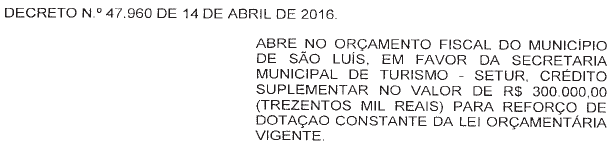 DECRETO N.º 47.960 DE 14 DE ABRIL DE 2016.
ABRE NO ORÇAMENTO FISCAL DO MUNICÍPIO
DE SÃO LUÍS, EM FAVOR DA SECRETARIA
MUNICIPAL DE TURISMO - SETUR, CRÉDITO
SUPLEMENTAR NO VALOR DE R$ 300.000,00
(TREZENTOS MIL REAIS) PARA REFORÇO DE
DOTAÇAO CONSTANTE DA LEI ORÇAMENTÁRIA
VIGENTE.